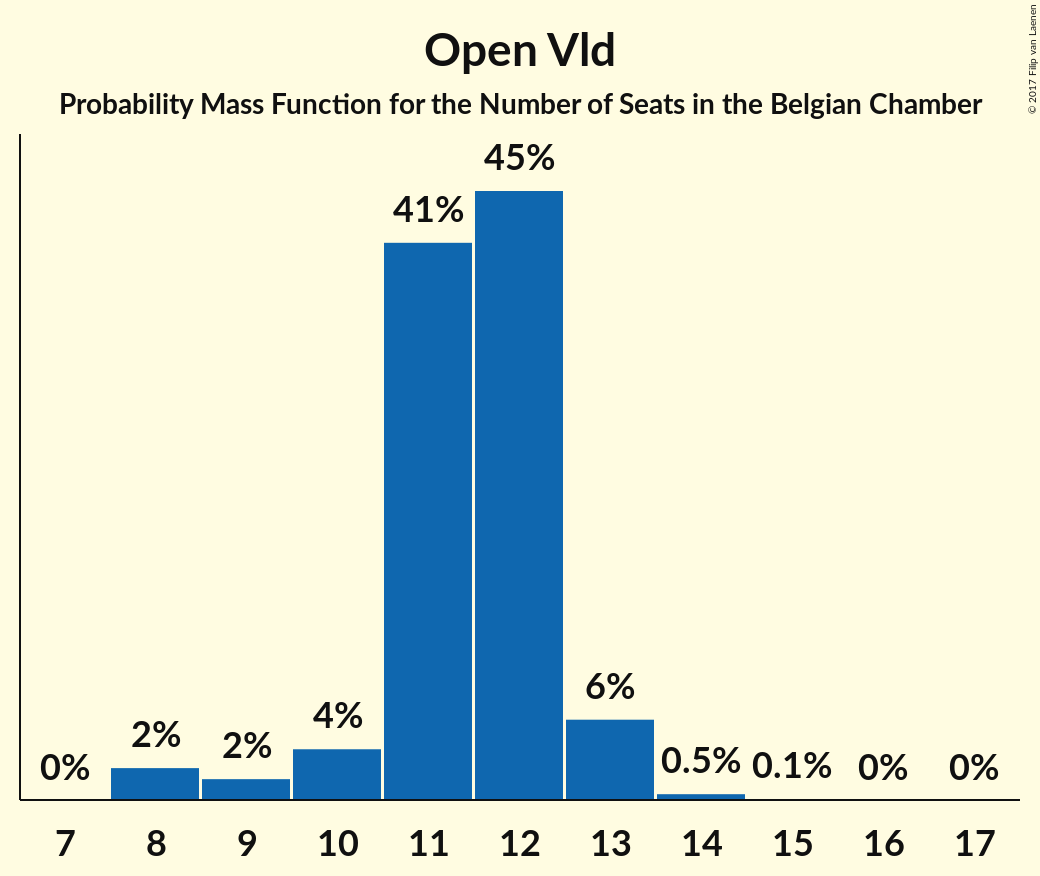 Open Vld
Probability Mass Function for the Number of Seats in the Belgian Chamber
© 2017 Filip van Laenen
0% 2% 2% 4% 41% 45% 6% 0.5% 0.1% 0% 0%
7 8 9 10 11 12 13 14 15 16 17